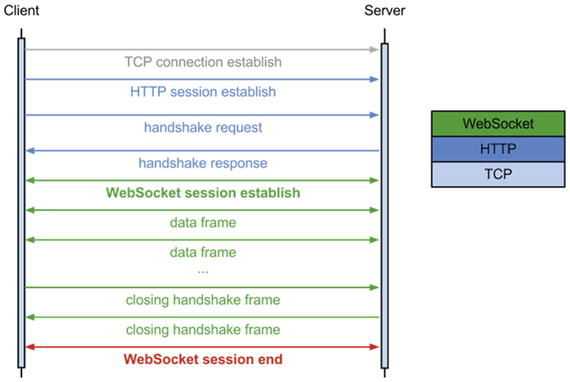 Client
Server
TCP connection establish
HTTP session establish
handshake request
handshake response
WebSocket session establish
data frame
data frame
...
closing handshake frame
closing handshake frame
WebSocket session end
WebSocket
HTTP
TCP